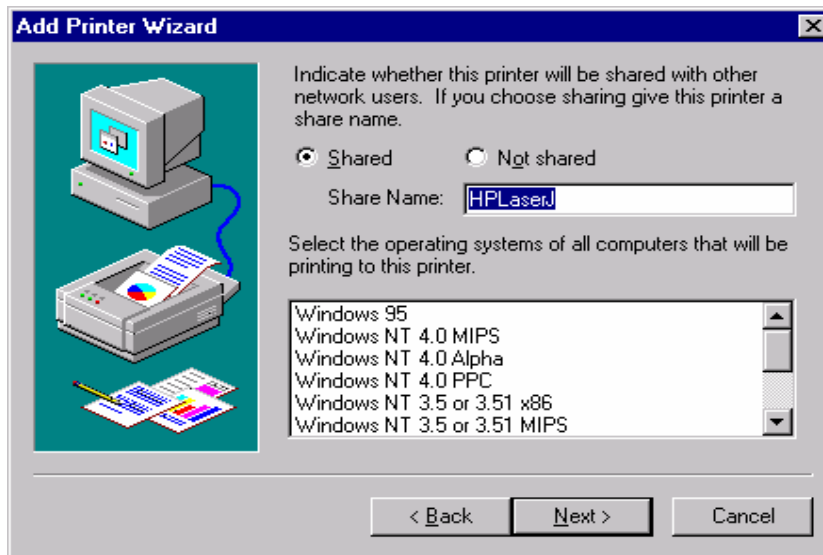 Add Printer Wizard
Indicate whether this printer will be shared with other
network users.  If you choose sharing give this printer a
share name.
Shared Not shared
Share Name: HPLaserJ
Select the operating systems of all computers that will be
printing to this printer.
Windows 95
Windows NT 4.0 MIPS
Windows NT 4.0 Alpha
Windows NT 4.0 PPC
Windows NT 3.5 or 3.51 x86
Windows NT 3.5 or 3.51 MIPS
< Back Next > Cancel